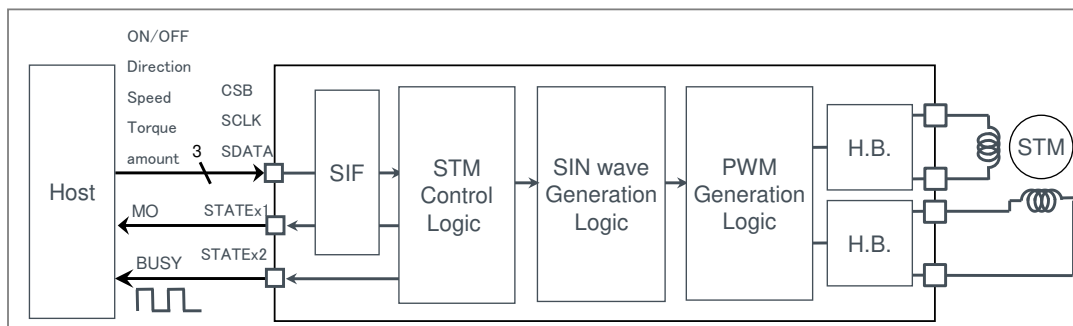 ON/OFF
Direction
Speed
Torque
amount
CSB
SCLK
SDATA
3
Host
MO
BUSY
STATEx1
STATEx2
SIF
STM
Control
Logic
SIN wave
Generation
Logic
PWM
Generation
Logic
H.B.
H.B.
STM